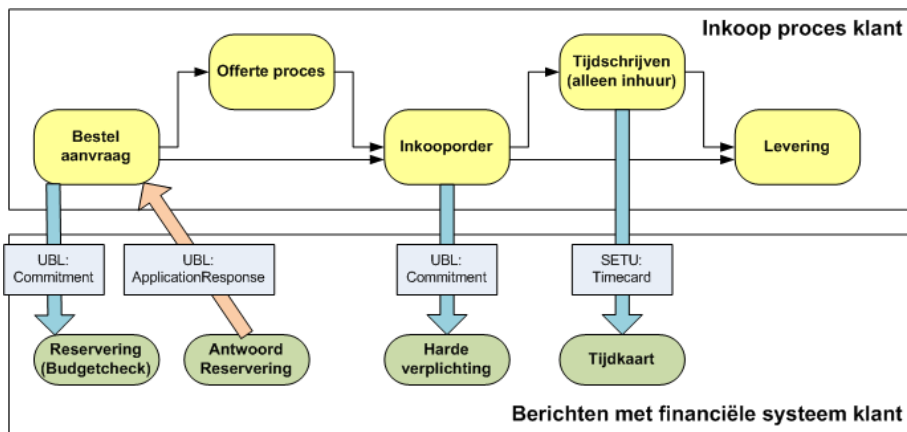 Inkoop proces klant
Offerte proces
Tijdschrijven
(alleen inhuur)
Bestel
aanvraag
Inkooporder
Levering
UBL:
Commitment
UBL:
ApplicationResponse
UBL:
Commitment
SETU:
Timecard
Reservering
(Budgetcheck)
Antwoord
Reservering
Harde
verplichting
Tijdkaart
Berichten met financiële systeem klant